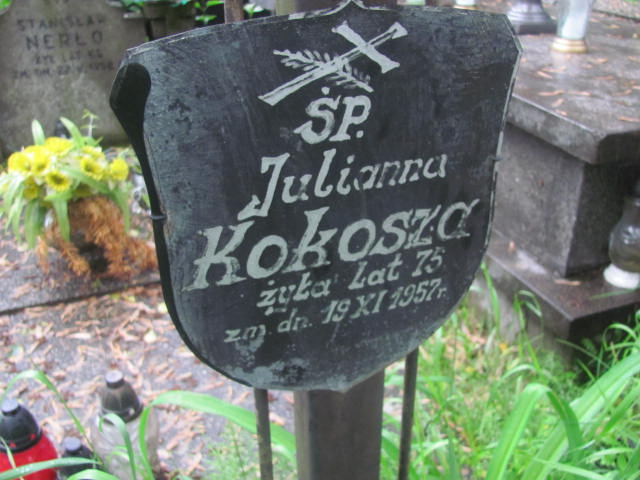 STANISŁAW
NERLO
ŚP.
Julianna
Kokosza
żyła Lat 75
zm. dn. 19 XI 1957r.